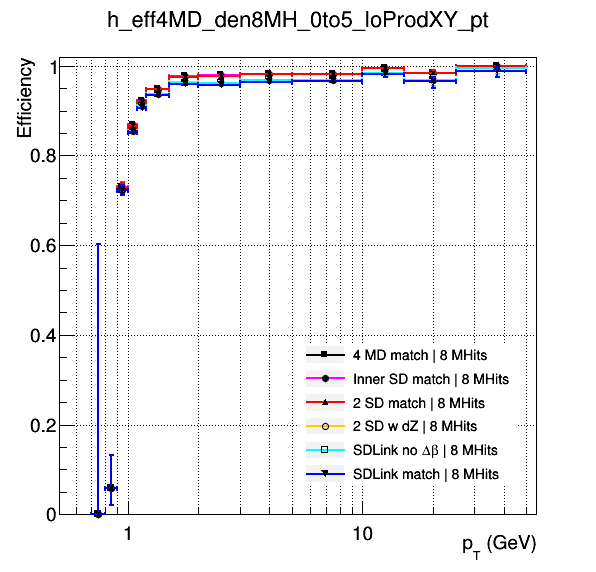 h_eff4MD_den8MH_0to5_loProdXY_pt
Efficiency
1
0.8
0.6
0.4
0.2
0
4 MD match | 8 MHits
Inner SD match | 8 MHits
2 SD match | 8 MHits
2 SD w dZ | 8 MHits
SDLink no Δβ | 8 MHits
SDLink match | 8 MHits
1
10
p_T (GeV)